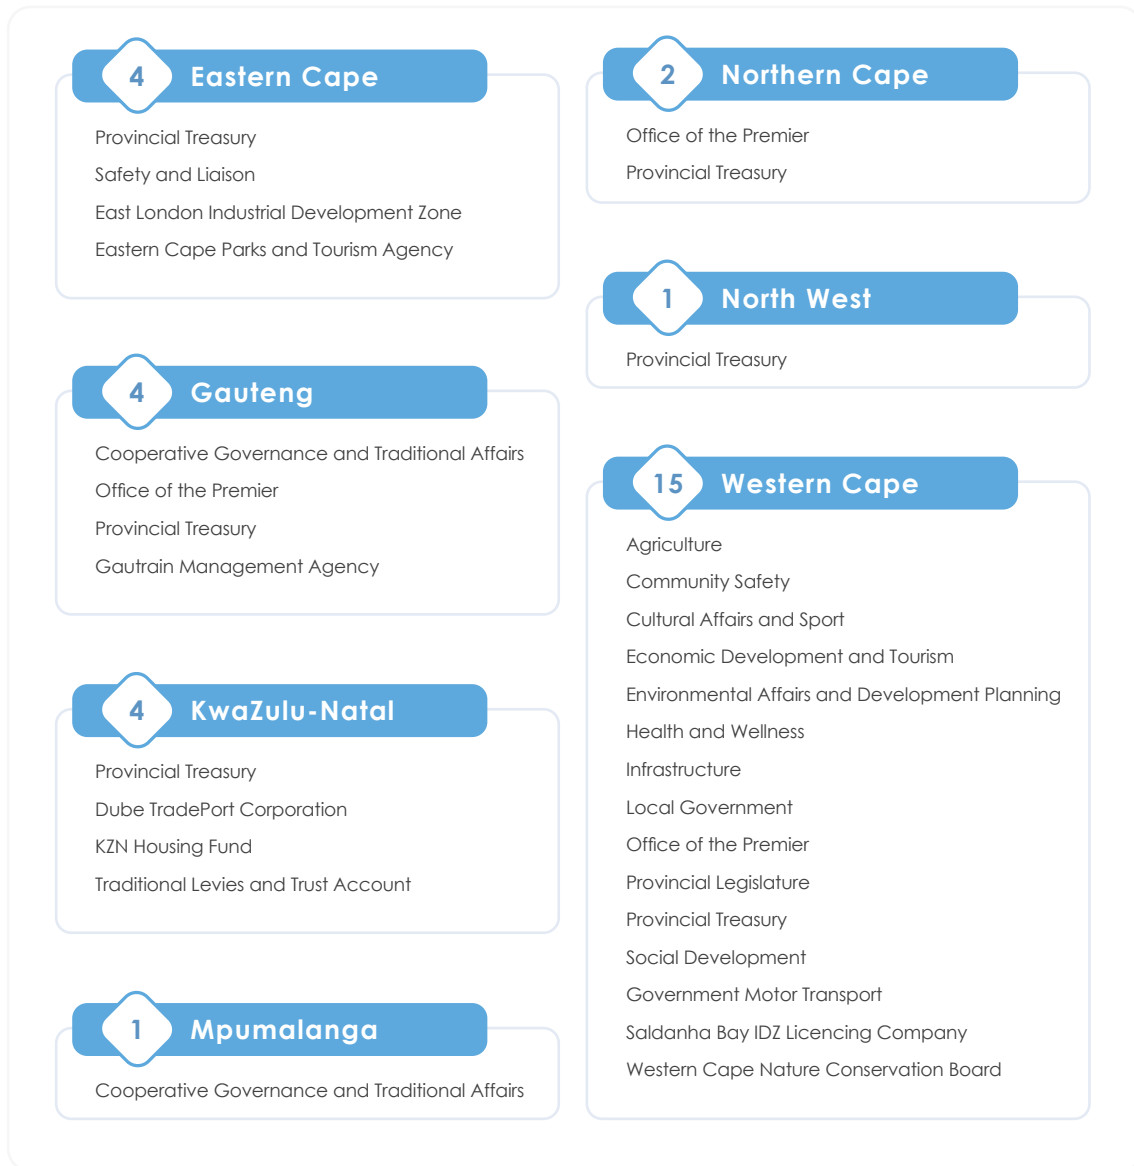 4 Eastern Cape
Provincial Treasury
Safety and Liaison
East London Industrial Development Zone
Eastern Cape Parks and Tourism Agency
4 Gauteng
Cooperative Governance and Traditional Affairs
Office of the Premier
Provincial Treasury
Gautrain Management Agency
4 KwaZulu-Natal
Provincial Treasury
Dube TradePort Corporation
KZN Housing Fund
Traditional Levies and Trust Account
1 Mpumalanga
Cooperative Governance and Traditional Affairs
2 Northern Cape
Office of the Premier
Provincial Treasury
1 North West
Provincial Treasury
15 Western Cape
Agriculture
Community Safety
Cultural Affairs and Sport
Economic Development and Tourism
Environmental Affairs and Development Planning
Health and Wellness
Infrastructure
Local Government
Office of the Premier
Provincial Legislature
Provincial Treasury
Social Development
Government Motor Transport
Saldanha Bay IDZ Licencing Company
Western Cape Nature Conservation Board